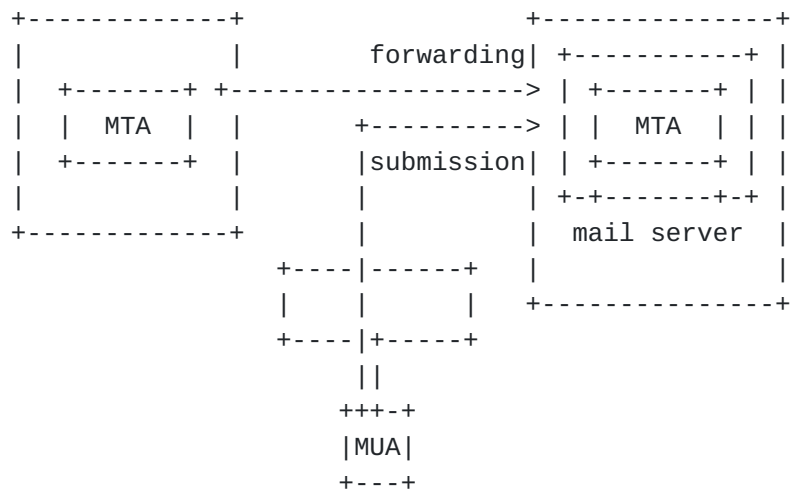 forwarding
MTA MTA
submission
mail server
MUA